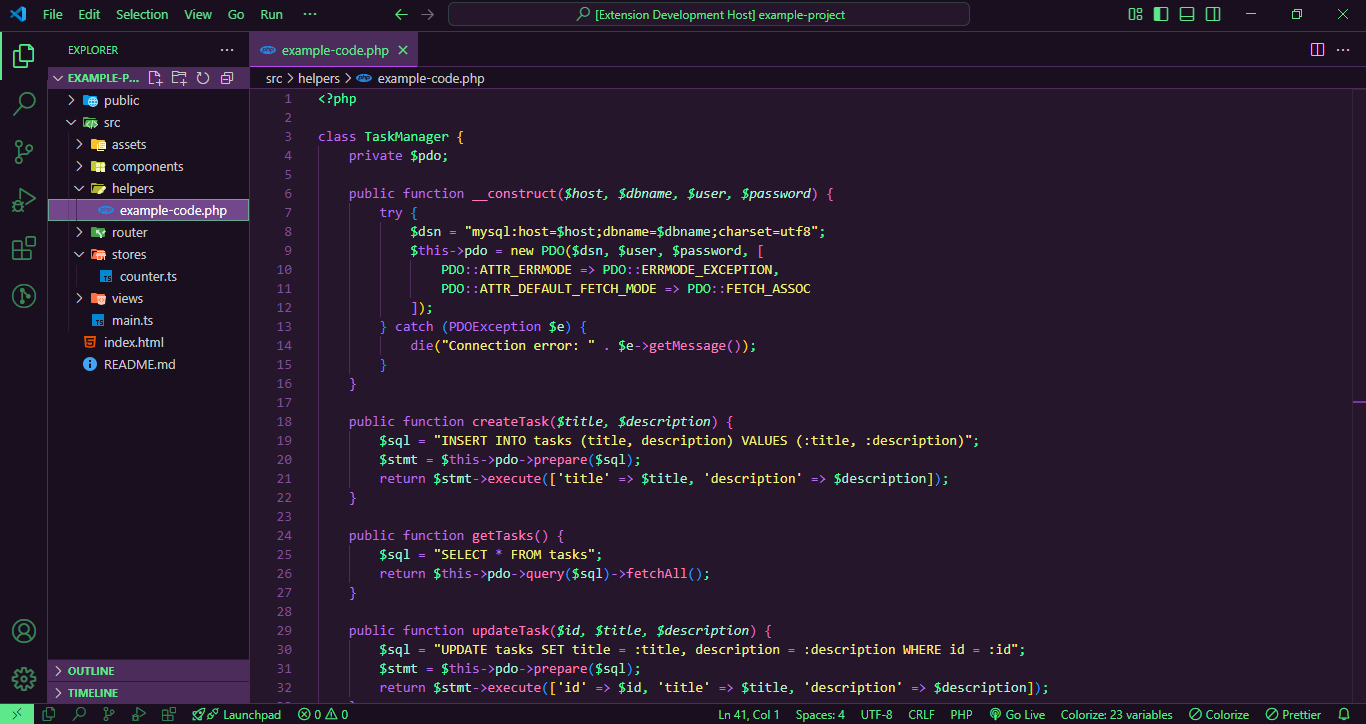 File Edit Selection View Go Run ··· [Extension Development Host] example-project
EXPLORER ···
EXAMPLE-P...
public
src
assets
components
helpers
example-code.php
router
stores
TS counter.ts
views
TS main.ts
index.html
README.md
OUTLINE
TIMELINE
php example-code.php
src > helpers > php example-code.php
1 <?php
2
3 class TaskManager {
4     private $pdo;
5
6     public function __construct($host, $dbname, $user, $password) {
7         try {
8             $dsn = "mysql:host=$host;dbname=$dbname;charset=utf8";
9             $this->pdo = new PDO($dsn, $user, $password, [
10                 PDO::ATTR_ERRMODE => PDO::ERRMODE_EXCEPTION,
11                 PDO::ATTR_DEFAULT_FETCH_MODE => PDO::FETCH_ASSOC
12             ]);
13         } catch (PDOException $e) {
14             die("Connection error: " . $e->getMessage());
15         }
16     }
17
18     public function createTask($title, $description) {
19         $sql = "INSERT INTO tasks (title, description) VALUES (:title, :description)";
20         $stmt = $this->pdo->prepare($sql);
21         return $stmt->execute(['title' => $title, 'description' => $description]);
22     }
23
24     public function getTasks() {
25         $sql = "SELECT * FROM tasks";
26         return $this->pdo->query($sql)->fetchAll();
27     }
28
29     public function updateTask($id, $title, $description) {
30         $sql = "UPDATE tasks SET title = :title, description = :description WHERE id = :id";
31         $stmt = $this->pdo->prepare($sql);
32         return $stmt->execute(['id' => $id, 'title' => $title, 'description' => $description]);
Launchpad 0 0 Ln 41, Col 1 Spaces: 4 UTF-8 CRLF PHP Go Live Colorize: 23 variables Colorize Prettier